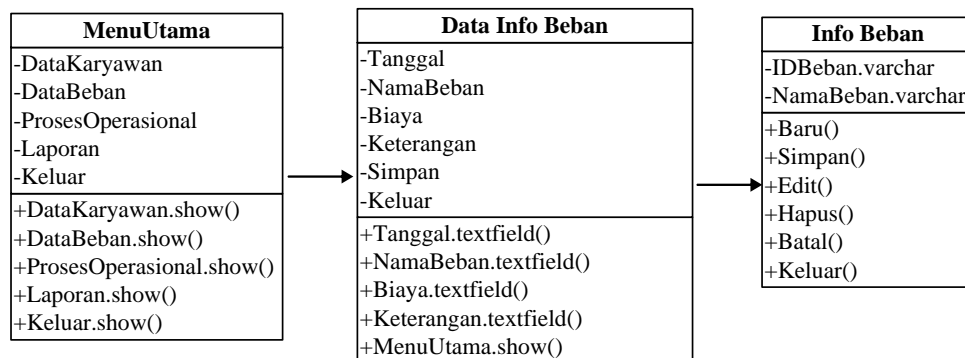 MenuUtama
-DataKaryawan
-DataBeban
-ProsesOperasional
-Laporan
-Keluar
+DataKaryawan.show()
+DataBeban.show()
+ProsesOperasional.show()
+Laporan.show()
+Keluar.show()
Data Info Beban
-Tanggal
-NamaBeban
-Biaya
-Keterangan
-Simpan
-Keluar
+Tanggal.textfield()
+NamaBeban.textfield()
+Biaya.textfield()
+Keterangan.textfield()
+MenuUtama.show()
Info Beban
-IDBeban.varchar
-NamaBeban.varchar
+Baru()
+Simpan()
+Edit()
+Hapus()
+Batal()
+Keluar()